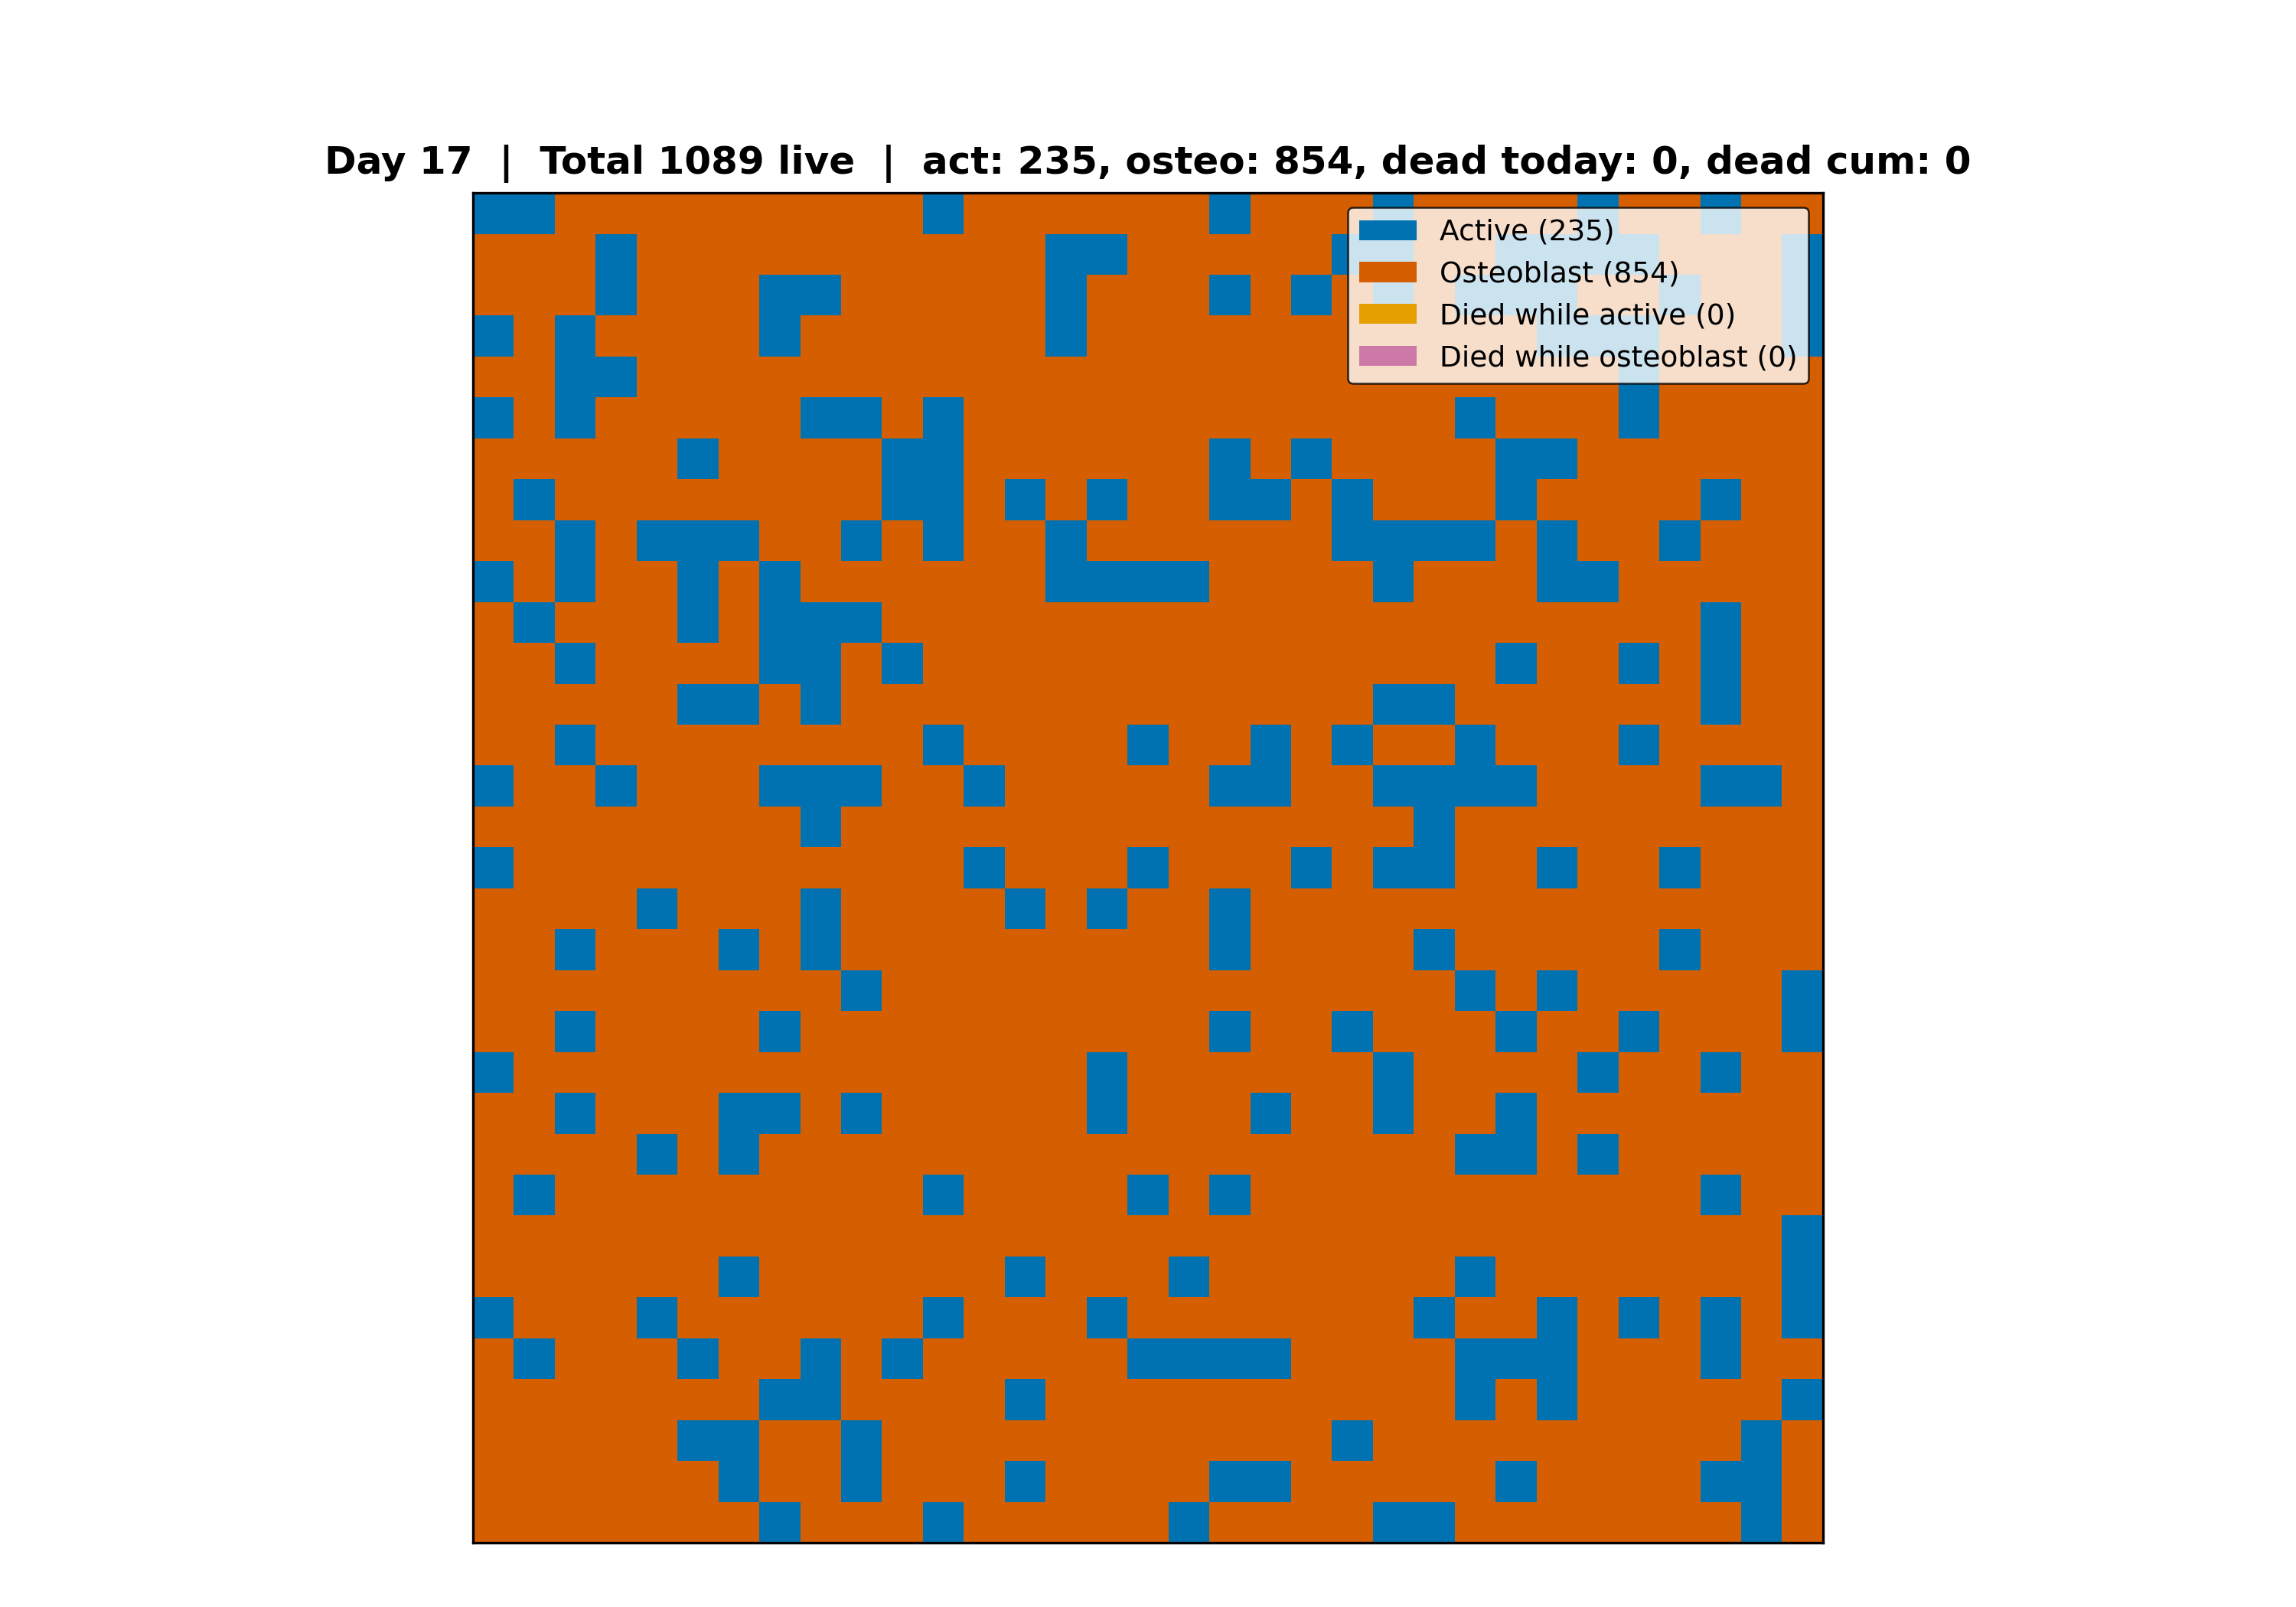 Day 17 | Total 1089 live | act: 235, osteo: 854, dead today: 0, dead cum: 0
Active (235)
Osteoblast (854)
Died while active (0)
Died while osteoblast (0)